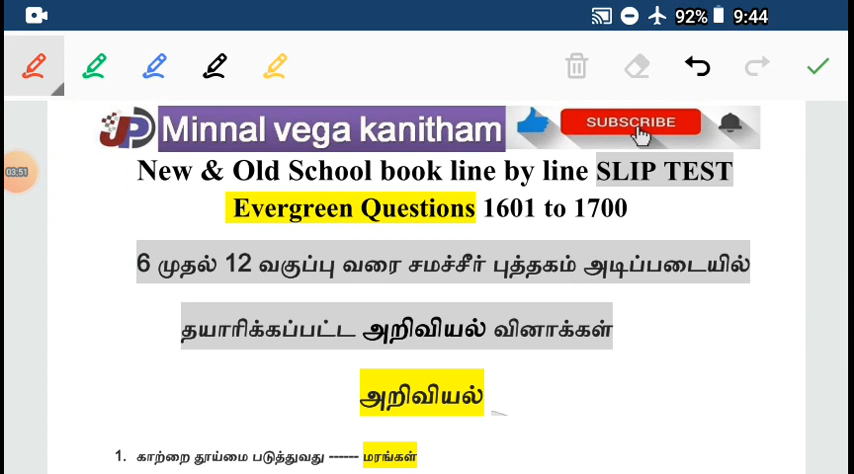 92% 9:44
JP Minnal vega kanitham SUBSCRIBE
03:51
New & Old School book line by line SLIP TEST
Evergreen Questions 1601 to 1700
6 முதல் 12 வகுப்பு வரை சமச்சீர் புத்தகம் அடிப்படையில்
தயாரிக்கப்பட்ட அறிவியல் வினாக்கள்
அறிவியல்
1. காற்றை தூய்மை படுத்துவது ------ மரங்கள்